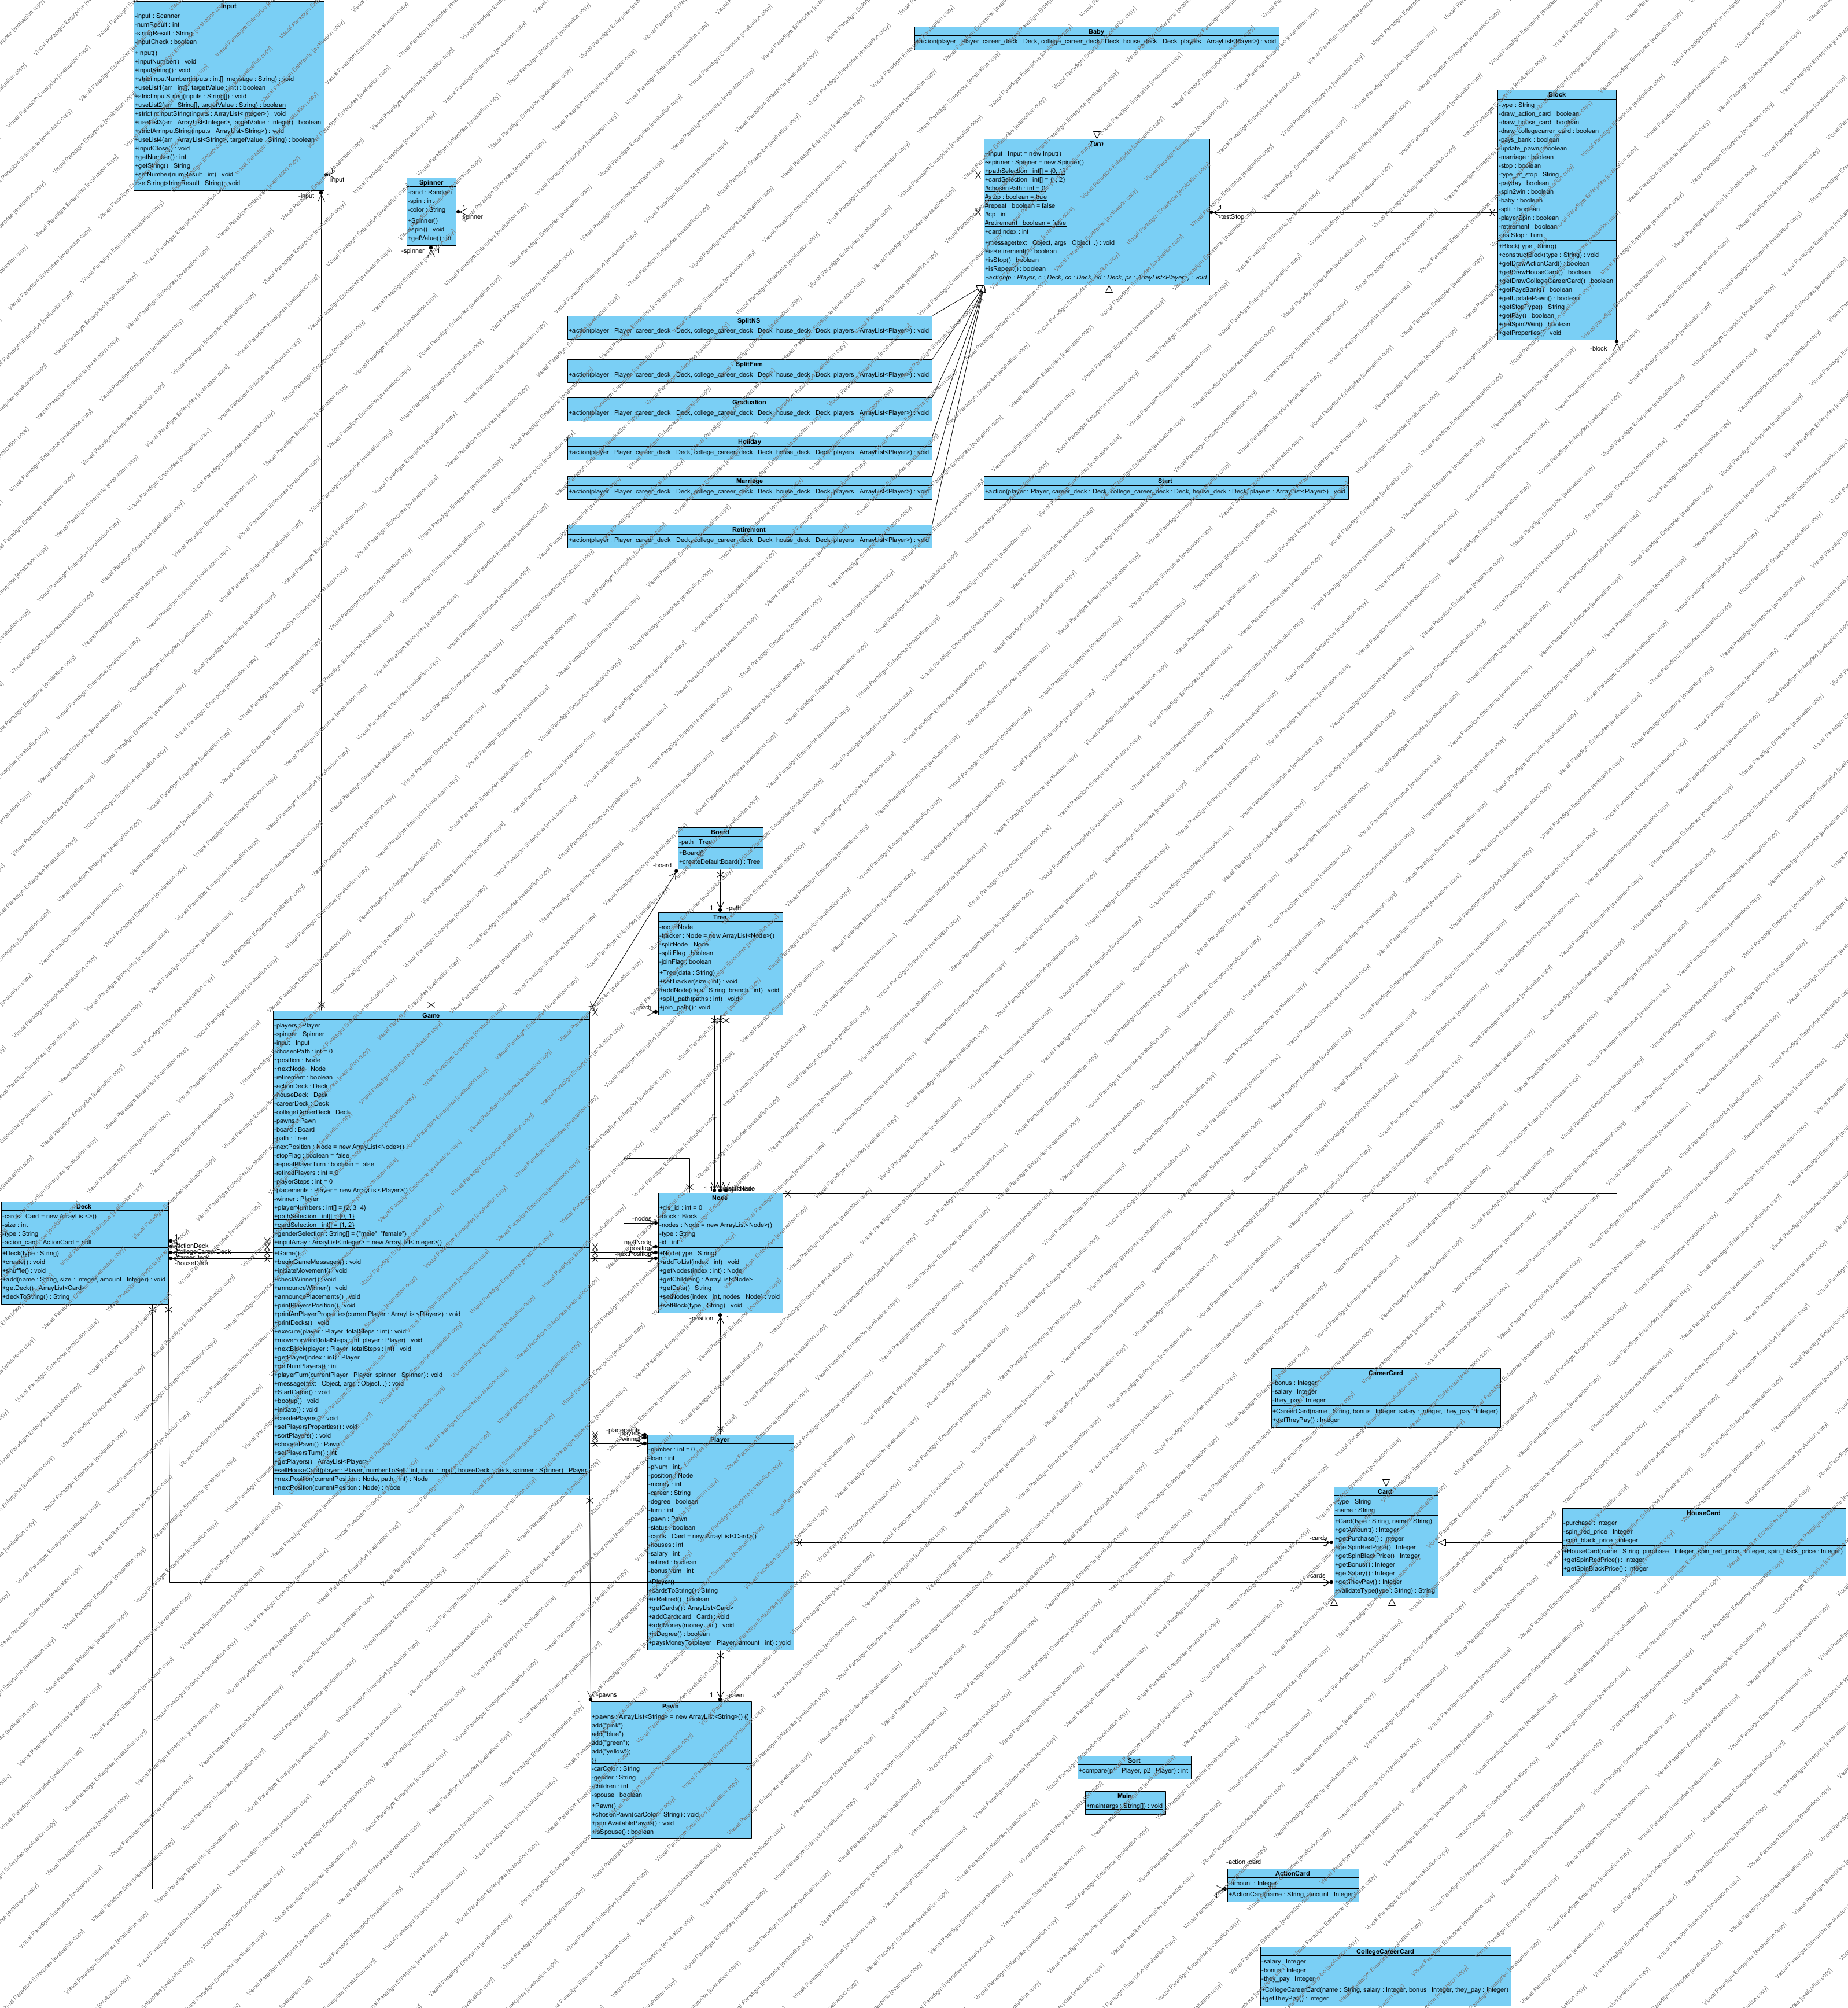 Input
-input : Scanner
-numResult : int
-stringResult : String
-inputCheck : boolean
+Input()
+inputNumber() : void
+inputString() : void
+strictInputNumber(inputs : int[], message : String) : void
+useList1(arr : int[], targetValue : int) : boolean
+strictInputString(inputs : String[]) : void
+useList2(arr : String[], targetValue : String) : boolean
+strictIntInputString(inputs : ArrayList<Integer>) : void
+useList3(arr : ArrayList<Integer>, targetValue : Integer) : boolean
+strictArrInputString(inputs : ArrayList<String>) : void
+useList4(arr : ArrayList<String>, targetValue : String) : boolean
+inputClose() : void
+getNumber() : int
+getString() : String
+setNumber(numResult : int) : void
+setString(stringResult : String) : void
-input
1
input
Spinner
-rand : Random
-spin : int
-color : String
+Spinner()
+spin() : void
+getValue() : int
-spinner
1
spinner
Baby
+action(player : Player, career_deck : Deck, college_career_deck : Deck, house_deck : Deck, players : ArrayList<Player>) : void
Turn
~input : Input = new Input()
~spinner : Spinner = new Spinner()
+pathSelection : int[] = {0, 1}
+cardSelection : int[] = {1, 2}
#chosenPath : int = 0
#stop : boolean = true
#repeat : boolean = false
#cp : int
#retirement : boolean = false
+cardIndex : int
+message(text : Object, args : Object...) : void
+isRetirement() : boolean
+isStop() : boolean
+isRepeat() : boolean
+action(p : Player, c : Deck, cc : Deck, hd : Deck, ps : ArrayList<Player>) : void
1
-testStop
Block
-type : String
-draw_action_card : boolean
-draw_house_card : boolean
-draw_collegecareer_card : boolean
-pays_bank : boolean
-update_pawn : boolean
-marriage : boolean
-stop : boolean
-type_of_stop : String
-payday : boolean
-spin2win : boolean
-baby : boolean
-split : boolean
-playerSpin : boolean
-retirement : boolean
-testStop : Turn
+Block(type : String)
+constructBlock(type : String) : void
+getDrawActionCard() : boolean
+getDrawHouseCard() : boolean
+getDrawCollegeCareerCard() : boolean
+getPaysBank() : boolean
+getUpdatePawn() : boolean
+getStopType() : String
+getPay() : boolean
+getSpin2Win() : boolean
+getProperties() : void
-block
1
SplitNS
+action(player : Player, career_deck : Deck, college_career_deck : Deck, house_deck : Deck, players : ArrayList<Player>) : void
SplitFam
+action(player : Player, career_deck : Deck, college_career_deck : Deck, house_deck : Deck, players : ArrayList<Player>) : void
Graduation
+action(player : Player, career_deck : Deck, college_career_deck : Deck, house_deck : Deck, players : ArrayList<Player>) : void
Holiday
+action(player : Player, career_deck : Deck, college_career_deck : Deck, house_deck : Deck, players : ArrayList<Player>) : void
Marriage
+action(player : Player, career_deck : Deck, college_career_deck : Deck, house_deck : Deck, players : ArrayList<Player>) : void
Start
+action(player : Player, career_deck : Deck, college_career_deck : Deck, house_deck : Deck, players : ArrayList<Player>) : void
Retirement
+action(player : Player, career_deck : Deck, college_career_deck : Deck, house_deck : Deck, players : ArrayList<Player>) : void
Board
-path : Tree
+Board()
+createDefaultBoard() : Tree
-board
1
1
-path
Tree
-root : Node
-tracker : Node = new ArrayList<Node>()
-splitNode : Node
-splitFlag : boolean
-joinFlag : boolean
+Tree(data : String)
+setTracker(size : int) : void
+addNode(data : String, branch : int) : void
+split_path(paths : int) : void
+join_path() : void
-path
1
Game
-players : Player
-spinner : Spinner
-input : Input
-chosenPath : int = 0
~position : Node
~nextNode : Node
-retirement : boolean
-actionDeck : Deck
-houseDeck : Deck
-careerDeck : Deck
-collegeCareerDeck : Deck
-pawns : Pawn
-board : Board
-path : Tree
-nextPosition : Node = new ArrayList<Node>()
-stopFlag : boolean = false
-repeatPlayerTurn : boolean = false
-retiredPlayers : int = 0
-playerSteps : int = 0
-placements : Player = new ArrayList<Player>()
-winner : Player
+playerNumbers : int[] = {2, 3, 4}
+pathSelection : int[] = {0, 1}
+cardSelection : int[] = {1, 2}
+genderSelection : String[] = {"male", "female"}
+inputArray : ArrayList<Integer> = new ArrayList<Integer>()
+Game()
+beginGameMessages() : void
+initiateMovement() : void
+checkWinner() : void
+announceWinner() : void
+announcePlacements() : void
+printPlayersPosition() : void
+printArrPlayerProperties(currentPlayer : ArrayList<Player>) : void
+printDecks() : void
+execute(player : Player, totalSteps : int) : void
+moveForward(totalSteps : int, player : Player) : void
+nextBlock(player : Player, totalSteps : int) : void
+getPlayer(index : int) : Player
+getNumPlayers() : int
+playerTurn(currentPlayer : Player, spinner : Spinner) : void
+message(text : Object, args : Object...) : void
+StartGame() : void
+bootup() : void
+initiate() : void
+createPlayers() : void
+setPlayersProperties() : void
+sortPlayers() : void
+choosePawn() : Pawn
+setPlayersTurn() : int
+getPlayers() : ArrayList<Player>
+sellHouseCard(player : Player, numberToSell : int, input : Input, houseDeck : Deck, spinner : Spinner) : Player
+nextPosition(currentPosition : Node, path : int) : Node
+nextPosition(currentPosition : Node) : Node
Deck
-cards : Card = new ArrayList<>()
-size : int
-type : String
-action_card : ActionCard = null
+Deck(type : String)
+create() : void
+shuffle() : void
+add(name : String, size : Integer, amount : Integer) : void
+getDeck() : ArrayList<Card>
+deckToString() : String
-actionDeck
-collegeCareerDeck
-careerDeck
-houseDeck
Node
+cls_id : int = 0
-block : Block
-nodes : Node = new ArrayList<Node>()
-type : String
-id : int
+Node(type : String)
+addToList(index : int) : void
+getNodes(index : int) : Node
+getChildren() : ArrayList<Node>
+getData() : String
+setNodes(index : int, nodes : Node) : void
+setBlock(type : String) : void
-nodes
nextNode
position
-nextPosition
-position
1
-placements
-winner
Player
-number : int = 0
-loan : int
-pNum : int
-position : Node
-money : int
-career : String
-degree : boolean
-turn : int
-pawn : Pawn
-status : boolean
-cards : Card = new ArrayList<Card>()
-houses : int
-salary : int
-retired : boolean
-bonusNum : int
+Player()
+cardsToString() : String
+isRetired() : boolean
+getCards() : ArrayList<Card>
+addCard(card : Card) : void
+addMoney(money : int) : void
+isDegree() : boolean
+paysMoneyTo(player : Player, amount : int) : void
-pawns
1
1
-pawn
Pawn
+pawns : ArrayList<String> = new ArrayList<String>() {{
add("pink");
add("blue");
add("green");
add("yellow");
}}
-carColor : String
-gender : String
-children : int
-spouse : boolean
+Pawn()
+chosenPawn(carColor : String) : void
+printAvailablePawns() : void
+isSpouse() : boolean
CareerCard
-bonus : Integer
-salary : Integer
-they_pay : Integer
+CareerCard(name : String, bonus : Integer, salary : Integer, they_pay : Integer)
+getTheyPay() : Integer
Card
-type : String
-name : String
+Card(type : String, name : String)
+getAmount() : Integer
+getPurchase() : Integer
+getSpinRedPrice() : Integer
+getSpinBlackPrice() : Integer
+getBonus() : Integer
+getSalary() : Integer
+getTheyPay() : Integer
+validateType(type : String) : String
-cards
-cards
HouseCard
-purchase : Integer
-spin_red_price : Integer
-spin_black_price : Integer
+HouseCard(name : String, purchase : Integer, spin_red_price : Integer, spin_black_price : Integer)
+getSpinRedPrice() : Integer
+getSpinBlackPrice() : Integer
Sort
+compare(p1 : Player, p2 : Player) : int
Main
+main(args : String[]) : void
-action_card
1
ActionCard
-amount : Integer
+ActionCard(name : String, amount : Integer)
CollegeCareerCard
-salary : Integer
-bonus : Integer
-they_pay : Integer
+CollegeCareerCard(name : String, salary : Integer, bonus : Integer, they_pay : Integer)
+getTheyPay() : Integer
Visual Paradigm Enterprise [evaluation copy]